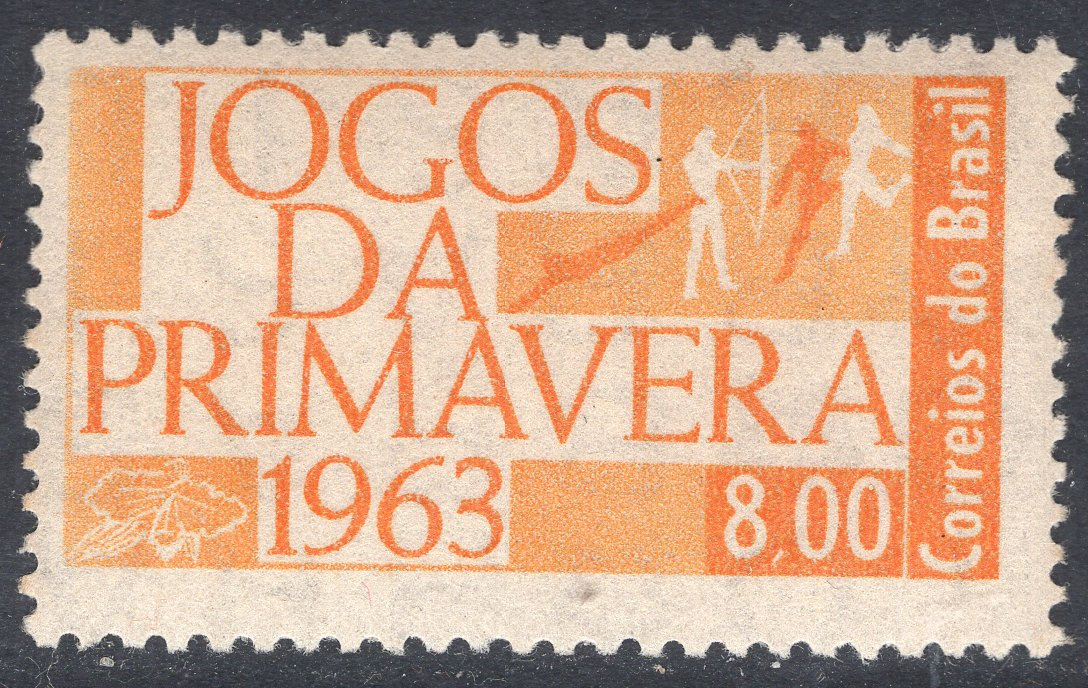 JOGOS
DA
PRIMAVERA
1963
8,00
Correios do Brasil